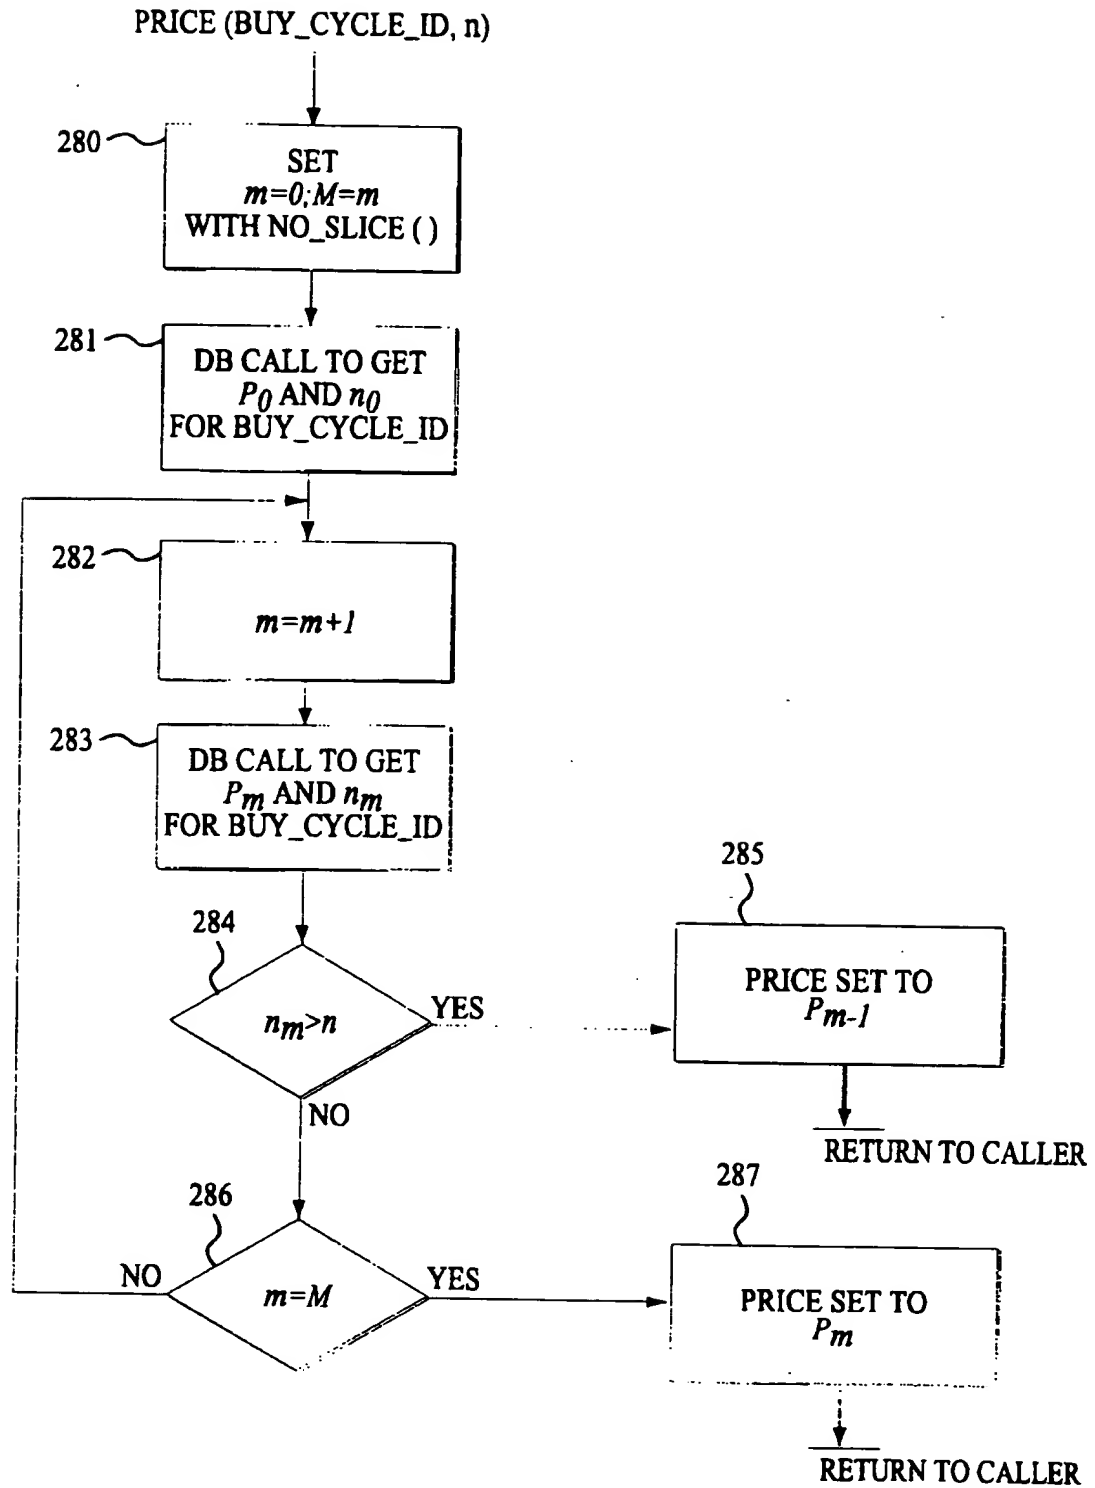 PRICE (BUY_CYCLE_ID, n)
280
SET
m=0;M=m
WITH NO_SLICE ( )
281
DB CALL TO GET
P0 AND n0
FOR BUY_CYCLE_ID
282
m=m+1
283
DB CALL TO GET
Pm AND nm
FOR BUY_CYCLE_ID
284
nm>n
YES
NO
285
PRICE SET TO
Pm-1
RETURN TO CALLER
286
m=M
NO
YES
287
PRICE SET TO
Pm
RETURN TO CALLER